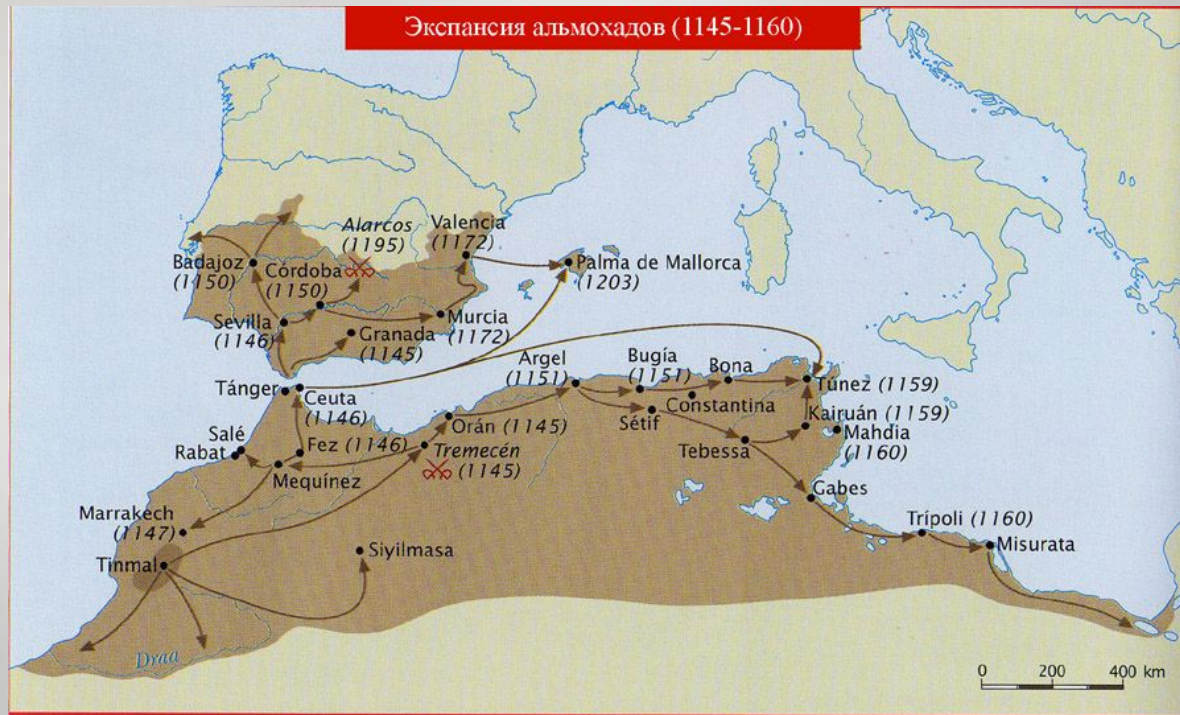 Экспансия альмохадов (1145-1160)
Alarcos
(1195)
Valencia
(1172)
Badajoz
(1150)
Córdoba
(1150)
Palma de Mallorca
(1203)
Sevilla
(1146)
Granada
(1145)
Murcia
(1172)
Argel
(1151)
Bugía
(1151)
Bona
Túnez (1159)
Tánger
Ceuta
(1146)
Constantina
Sétif
Kairuán (1159)
Mahdia
(1160)
Orán (1145)
Salé
Rabat
Fez (1146)
Tremecén
(1145)
Tebessa
Mequínez
Gabes
Marrakech
(1147)
Trípoli (1160)
Misurata
Tinmal
Siyilmasa
Draa
0 200 400 km